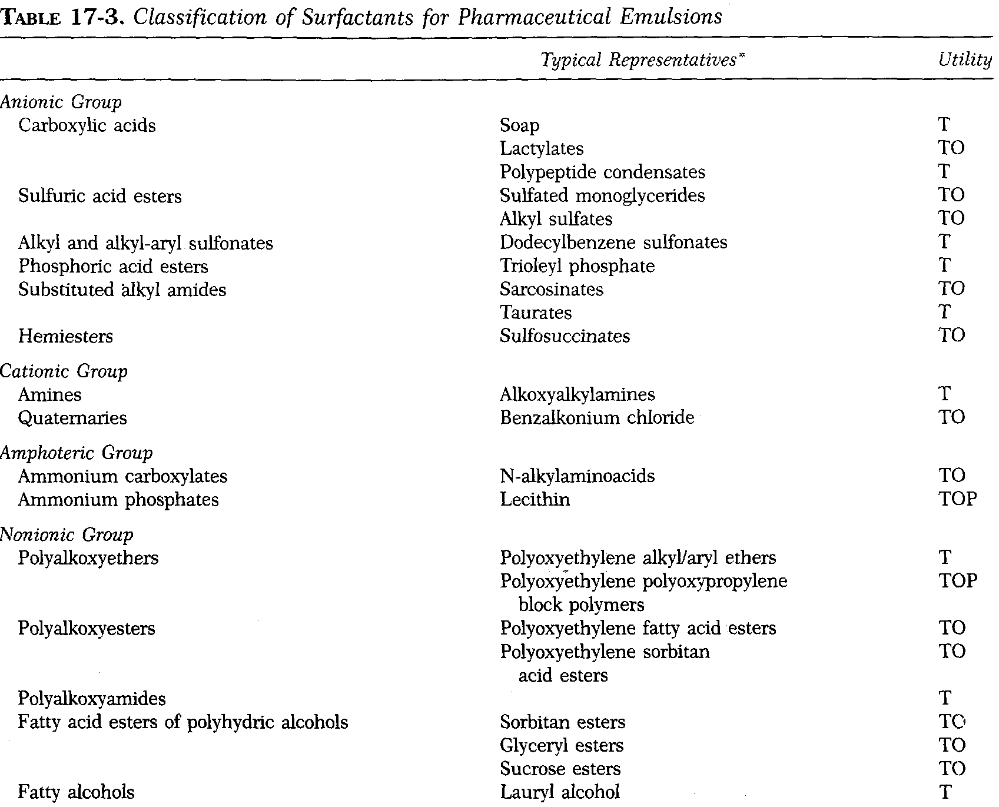 TABLE 17-3. Classification of Surfactants for Pharmaceutical Emulsions
Typical Representatives* Utility
Anionic Group
Carboxylic acids Soap T
Lactylates TO
Polypeptide condensates T
Sulfuric acid esters Sulfated monoglycerides TO
Alkyl sulfates TO
Alkyl and alkyl-aryl sulfonates Dodecylbenzene sulfonates T
Phosphoric acid esters Trioleyl phosphate T
Substituted alkyl amides Sarcosinates TO
Taurates T
Hemiesters Sulfosuccinates TO
Cationic Group
Amines Alkoxyalkylamines T
Quaternaries Benzalkonium chloride TO
Amphoteric Group
Ammonium carboxylates N-alkylaminoacids TO
Ammonium phosphates Lecithin TOP
Nonionic Group
Polyalkoxyethers Polyoxyethylene alkyl/aryl ethers T
Polyoxyethylene polyoxypropylene TOP
block polymers
Polyalkoxyesters Polyoxyethylene fatty acid esters TO
Polyoxyethylene sorbitan TO
acid esters
Polyalkoxyamides T
Fatty acid esters of polyhydric alcohols Sorbitan esters TO
Glyceryl esters TO
Sucrose esters TO
Fatty alcohols Lauryl alcohol T